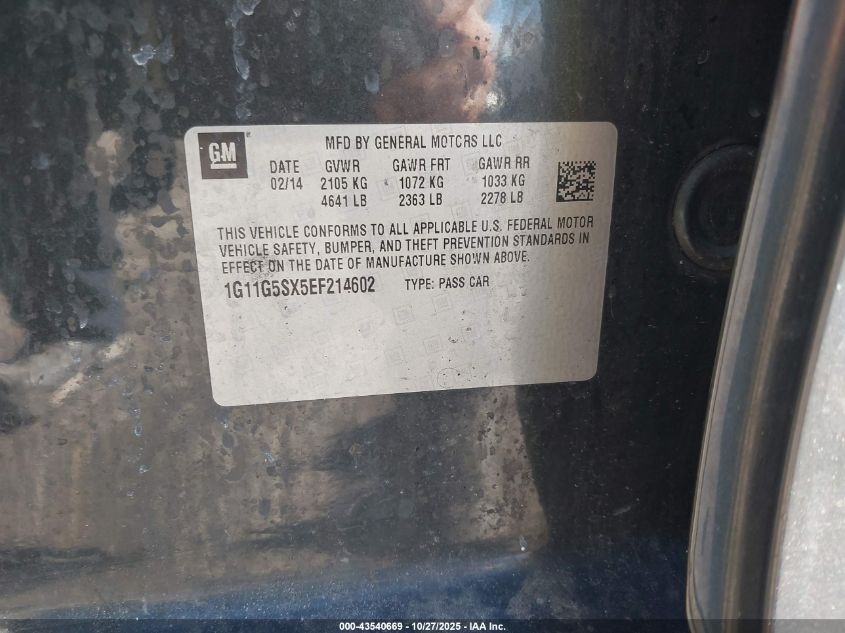 GM
MFD BY GENERAL MOTORS LLC
DATE GVWR GAWR FRT GAWR RR
02/14 2105 KG 1072 KG 1033 KG
4641 LB 2363 LB 2278 LB
THIS VEHICLE CONFORMS TO ALL APPLICABLE U.S. FEDERAL MOTOR
VEHICLE SAFETY, BUMPER, AND THEFT PREVENTION STANDARDS IN
EFFECT ON THE DATE OF MANUFACTURE SHOWN ABOVE.
1G11G5SX5EF214602 TYPE: PASS CAR
000-43540669 | 10/27/2025 - IAA Inc.